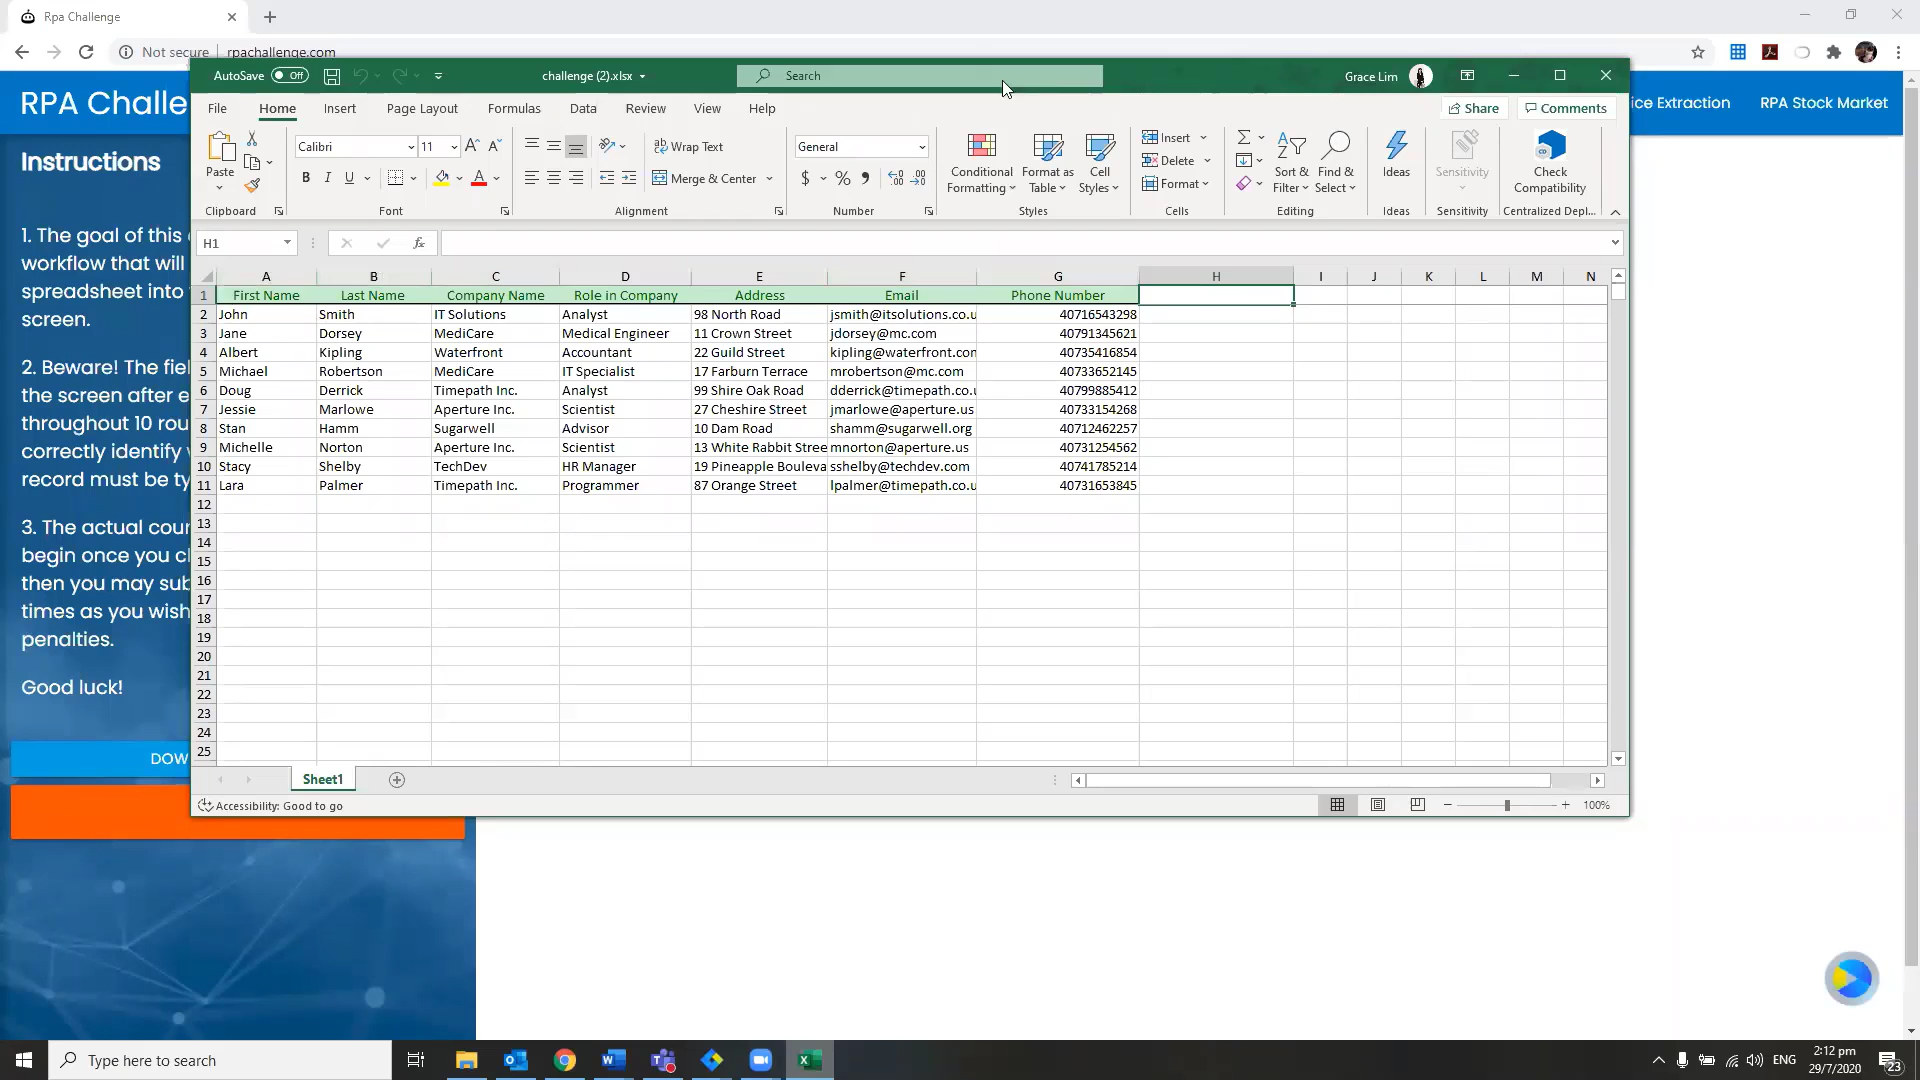 Rpa Challenge
Not secure rpachallenge.com
AutoSave Off challenge (2).xlsx Search Grace Lim
RPA Challe ice Extraction RPA Stock Market
File Home Insert Page Layout Formulas Data Review View Help Share Comments
Paste Calibri 11 Wrap Text General Conditional Formatting Format as Table Cell Styles Insert Sort & Filter Find & Select Ideas Sensitivity Check Compatibility
B I U Merge & Center $ % Delete
Format
Clipboard Font Alignment Number Styles Cells Editing Ideas Sensitivity Centralized Depl...
H1 fx
A B C D E F G H I J K L M N
1 First Name Last Name Company Name Role in Company Address Email Phone Number
2 John Smith IT Solutions Analyst 98 North Road jsmith@itsolutions.co.u 40716543298
3 Jane Dorsey MediCare Medical Engineer 11 Crown Street jdorsey@mc.com 40791345621
4 Albert Kipling Waterfront Accountant 22 Guild Street kipling@waterfront.con 40735416854
5 Michael Robertson MediCare IT Specialist 17 Farburn Terrace mrobertson@mc.com 40733652145
6 Doug Derrick Timepath Inc. Analyst 99 Shire Oak Road dderrick@timepath.co.u 40799885412
7 Jessie Marlowe Aperture Inc. Scientist 27 Cheshire Street jmarlowe@aperture.us 40733154268
8 Stan Hamm Sugarwell Advisor 10 Dam Road shamm@sugarwell.org 40712462257
9 Michelle Norton Aperture Inc. Scientist 13 White Rabbit Stree mnorton@aperture.us 40731254562
10 Stacy Shelby TechDev HR Manager 19 Pineapple Bouleva sshelby@techdev.com 40741785214
11 Lara Palmer Timepath Inc. Programmer 87 Orange Street lpalmer@timepath.co.u 40731653845
12
13
14
15
16
17
18
19
20
21
22
23
24
25
Sheet1
Accessibility: Good to go 100%
Instructions
1. The goal of this
workflow that will
spreadsheet into
screen.
2. Beware! The fiel
the screen after e
throughout 10 rou
correctly identify
record must be ty
3. The actual cour
begin once you cl
then you may sub
times as you wish
penalties.
Good luck!
DOW
Type here to search ENG 2:12 pm
29/7/2020 23